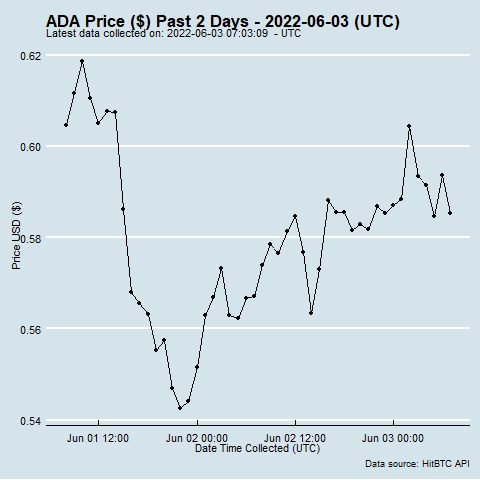 ADA Price ($) Past 2 Days - 2022-06-03 (UTC)
Latest data collected on: 2022-06-03 07:03:09 - UTC
0.62
0.60
0.58
0.56
0.54
Price USD ($)
Jun 01 12:00 Jun 02 00:00 Jun 02 12:00 Jun 03 00:00
Date Time Collected (UTC)
Data source: HitBTC API